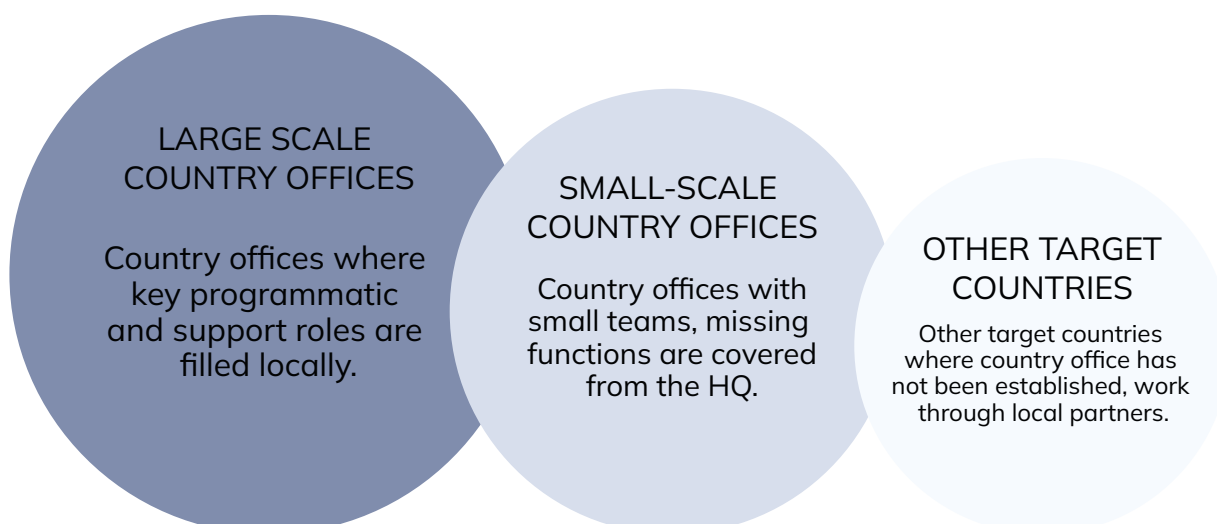 LARGE SCALE
COUNTRY OFFICES
Country offices where
key programmatic
and support roles are
filled locally.
SMALL-SCALE
COUNTRY OFFICES
Country offices with
small teams, missing
functions are covered
from the HQ.
OTHER TARGET
COUNTRIES
Other target countries
where country office has
not been established, work
through local partners.